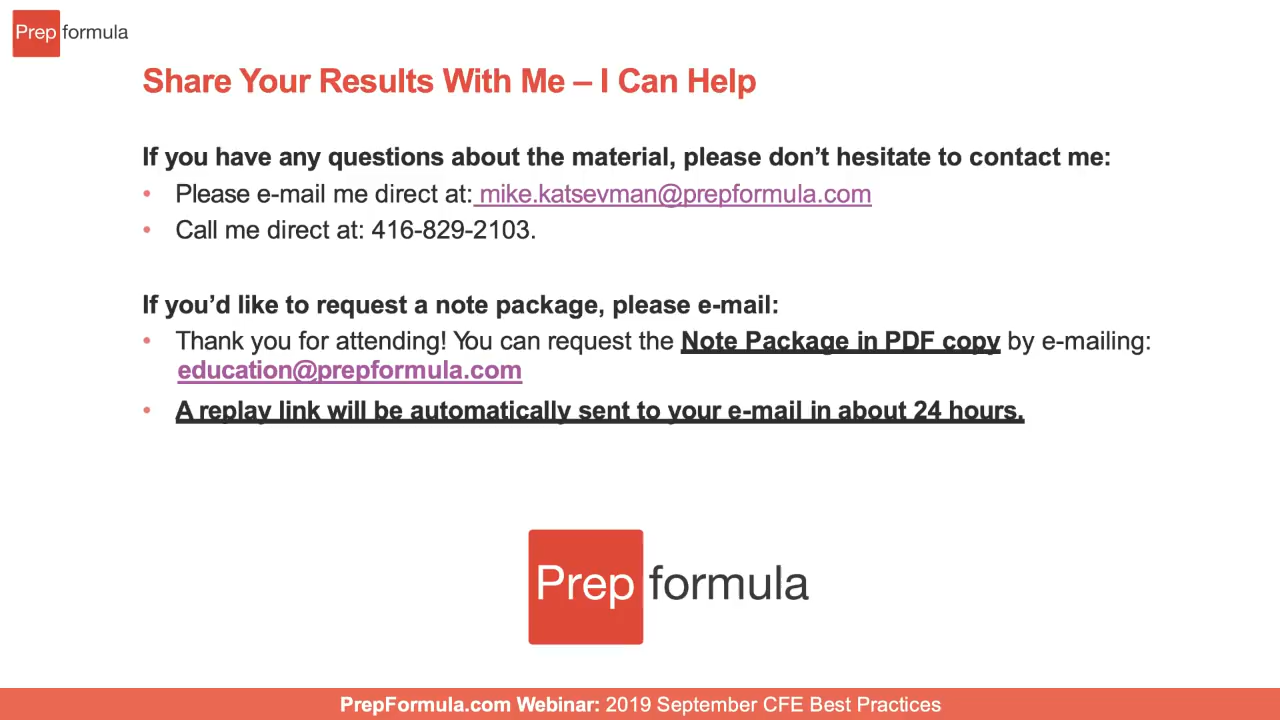 Prep formula
Share Your Results With Me – I Can Help
If you have any questions about the material, please don't hesitate to contact me:
• Please e-mail me direct at: mike.katsevman@prepformula.com
• Call me direct at: 416-829-2103.
If you'd like to request a note package, please e-mail:
• Thank you for attending! You can request the Note Package in PDF copy by e-mailing:
education@prepformula.com
• A replay link will be automatically sent to your e-mail in about 24 hours.
Prep formula
PrepFormula.com Webinar: 2019 September CFE Best Practices